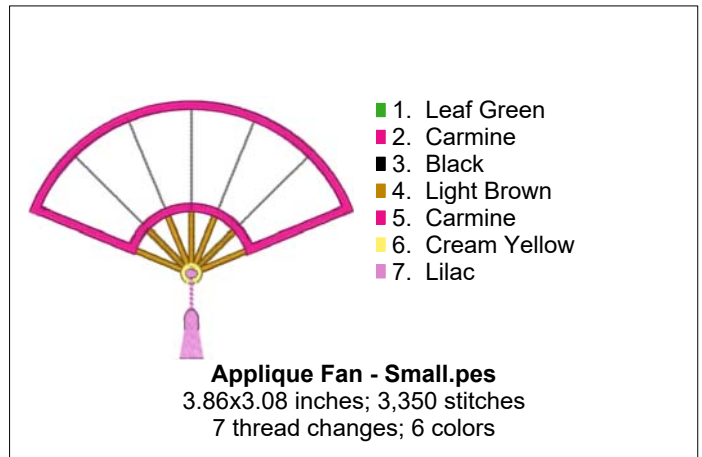 1. Leaf Green
2. Carmine
3. Black
4. Light Brown
5. Carmine
6. Cream Yellow
7. Lilac
Applique Fan - Small.pes
3.86x3.08 inches; 3,350 stitches
7 thread changes; 6 colors